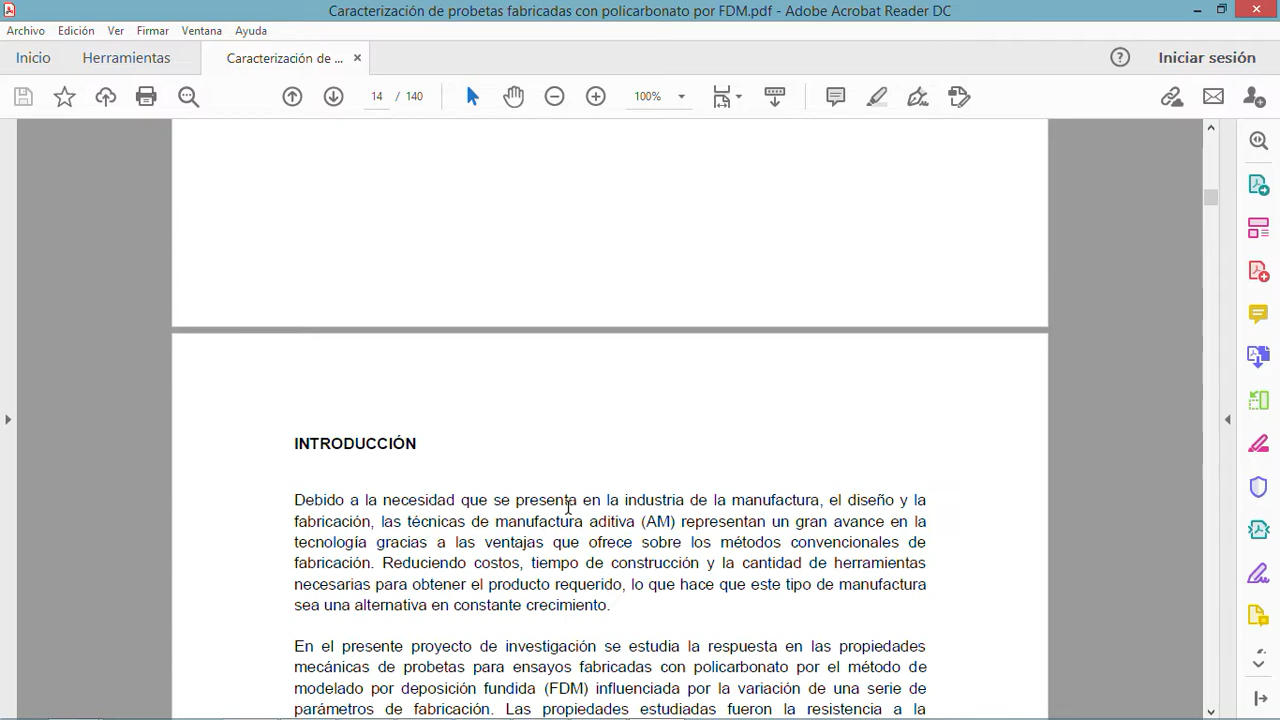 Caracterización de probetas fabricadas con policarbonato por FDM.pdf - Adobe Acrobat Reader DC
Archivo Edición Ver Firmar Ventana Ayuda
Inicio Herramientas Caracterización de ... × Iniciar sesión
14 / 140 100%
INTRODUCCIÓN
Debido a la necesidad que se presenta en la industria de la manufactura, el diseño y la
fabricación, las técnicas de manufactura aditiva (AM) representan un gran avance en la
tecnología gracias a las ventajas que ofrece sobre los métodos convencionales de
fabricación. Reduciendo costos, tiempo de construcción y la cantidad de herramientas
necesarias para obtener el producto requerido, lo que hace que este tipo de manufactura
sea una alternativa en constante crecimiento.
En el presente proyecto de investigación se estudia la respuesta en las propiedades
mecánicas de probetas para ensayos fabricadas con policarbonato por el método de
modelado por deposición fundida (FDM) influenciada por la variación de una serie de
parámetros de fabricación. Las propiedades estudiadas fueron la resistencia a la